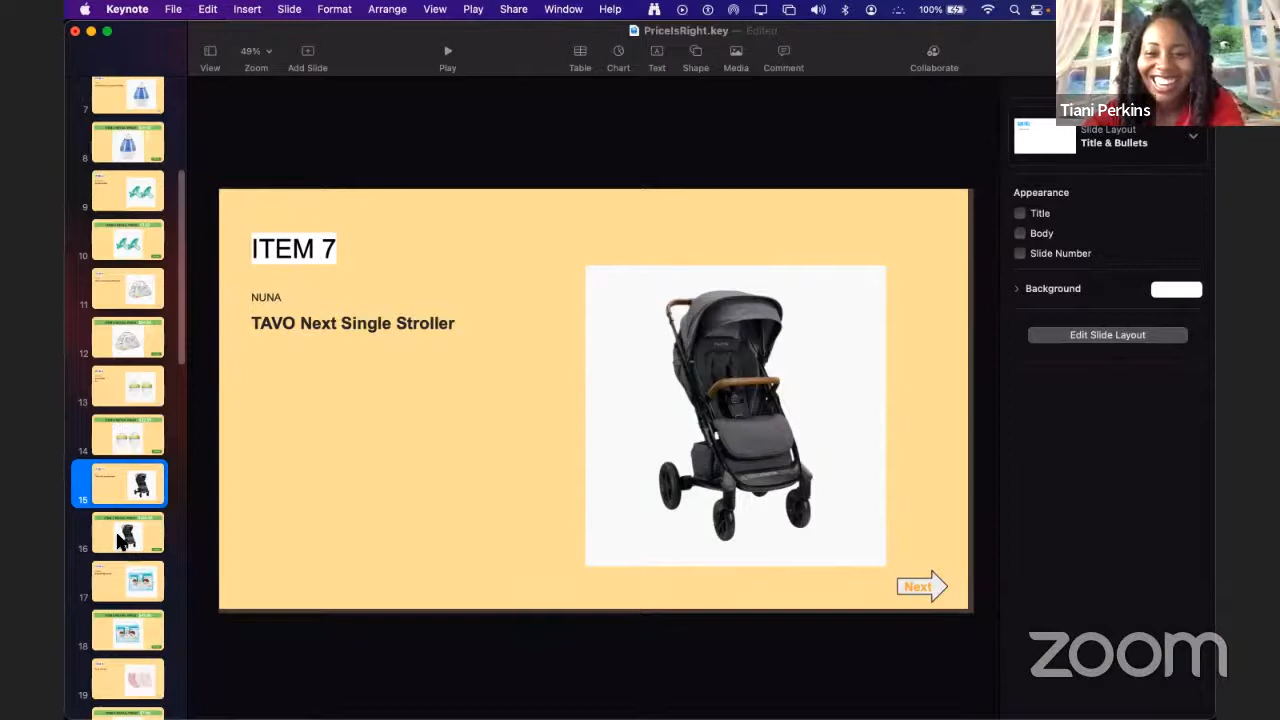 Keynote File Edit Insert Slide Format Arrange View Play Share Window Help 100%
PriceIsRight.key — Edited
49%
View Zoom Add Slide Play Table Chart Text Shape Media Comment Collaborate
Tiani Perkins
Slide Layout
Title & Bullets
Appearance
Title
Body
Slide Number
Background
Edit Slide Layout
7
8
9
10
11
12
13
14
15
16
17
18
19
ITEM 7
NUNA
TAVO Next Single Stroller
Next
zoom